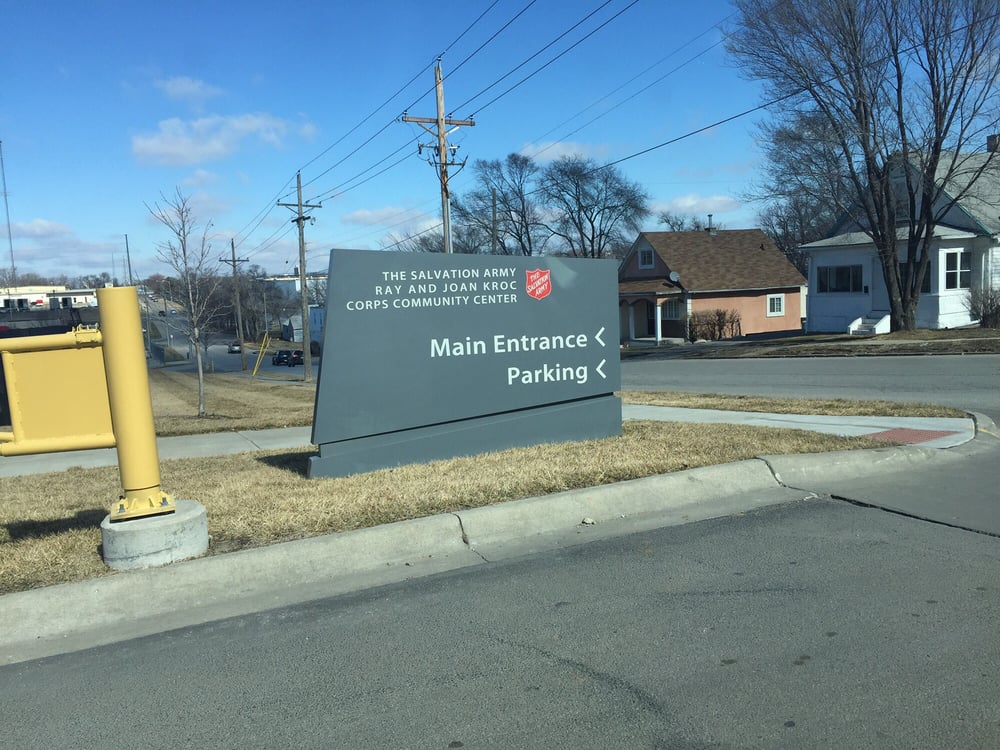 THE SALVATION ARMY
RAY AND JOAN KROC
CORPS COMMUNITY CENTER
THE
SALVATION
ARMY
Main Entrance <
Parking <